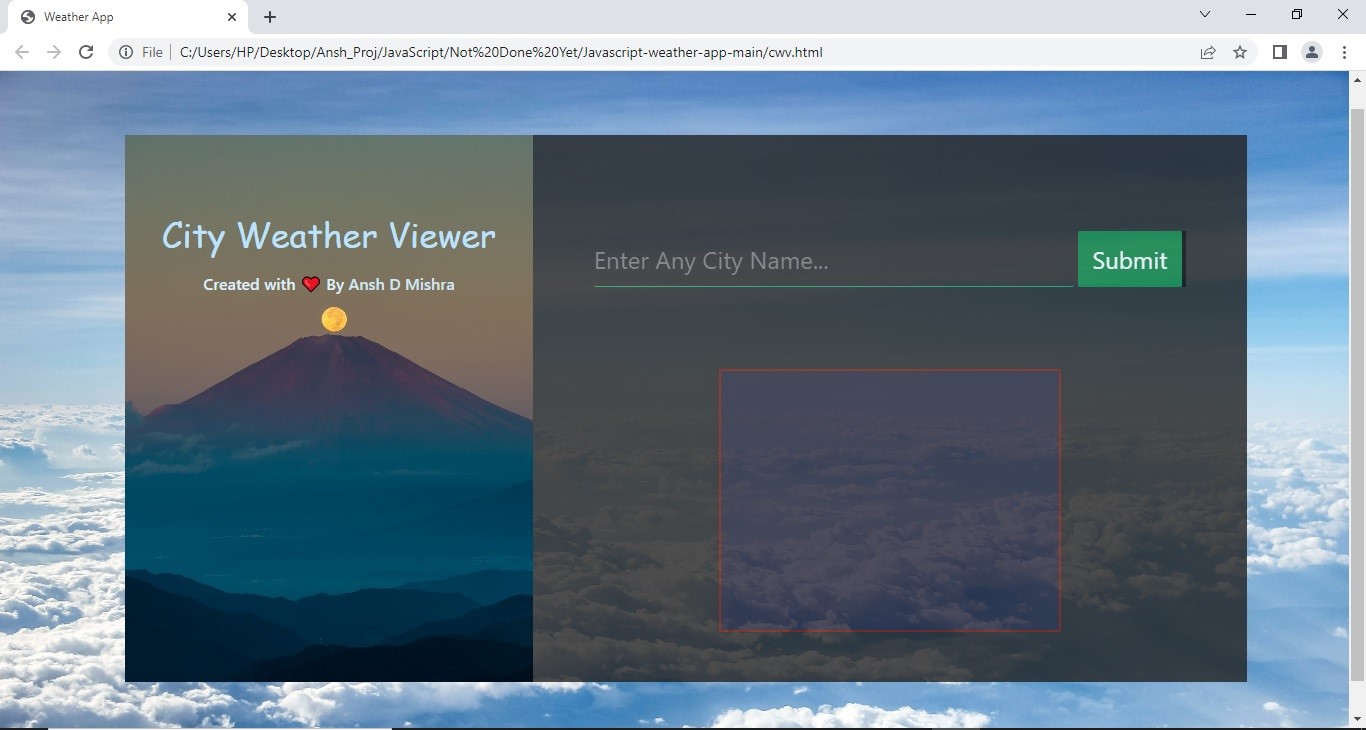 Weather App
File | C:/Users/HP/Desktop/Ansh_Proj/JavaScript/Not%20Done%20Yet/Javascript-weather-app-main/cwv.html
City Weather Viewer
Created with ❤ By Ansh D Mishra
Enter Any City Name...
Submit